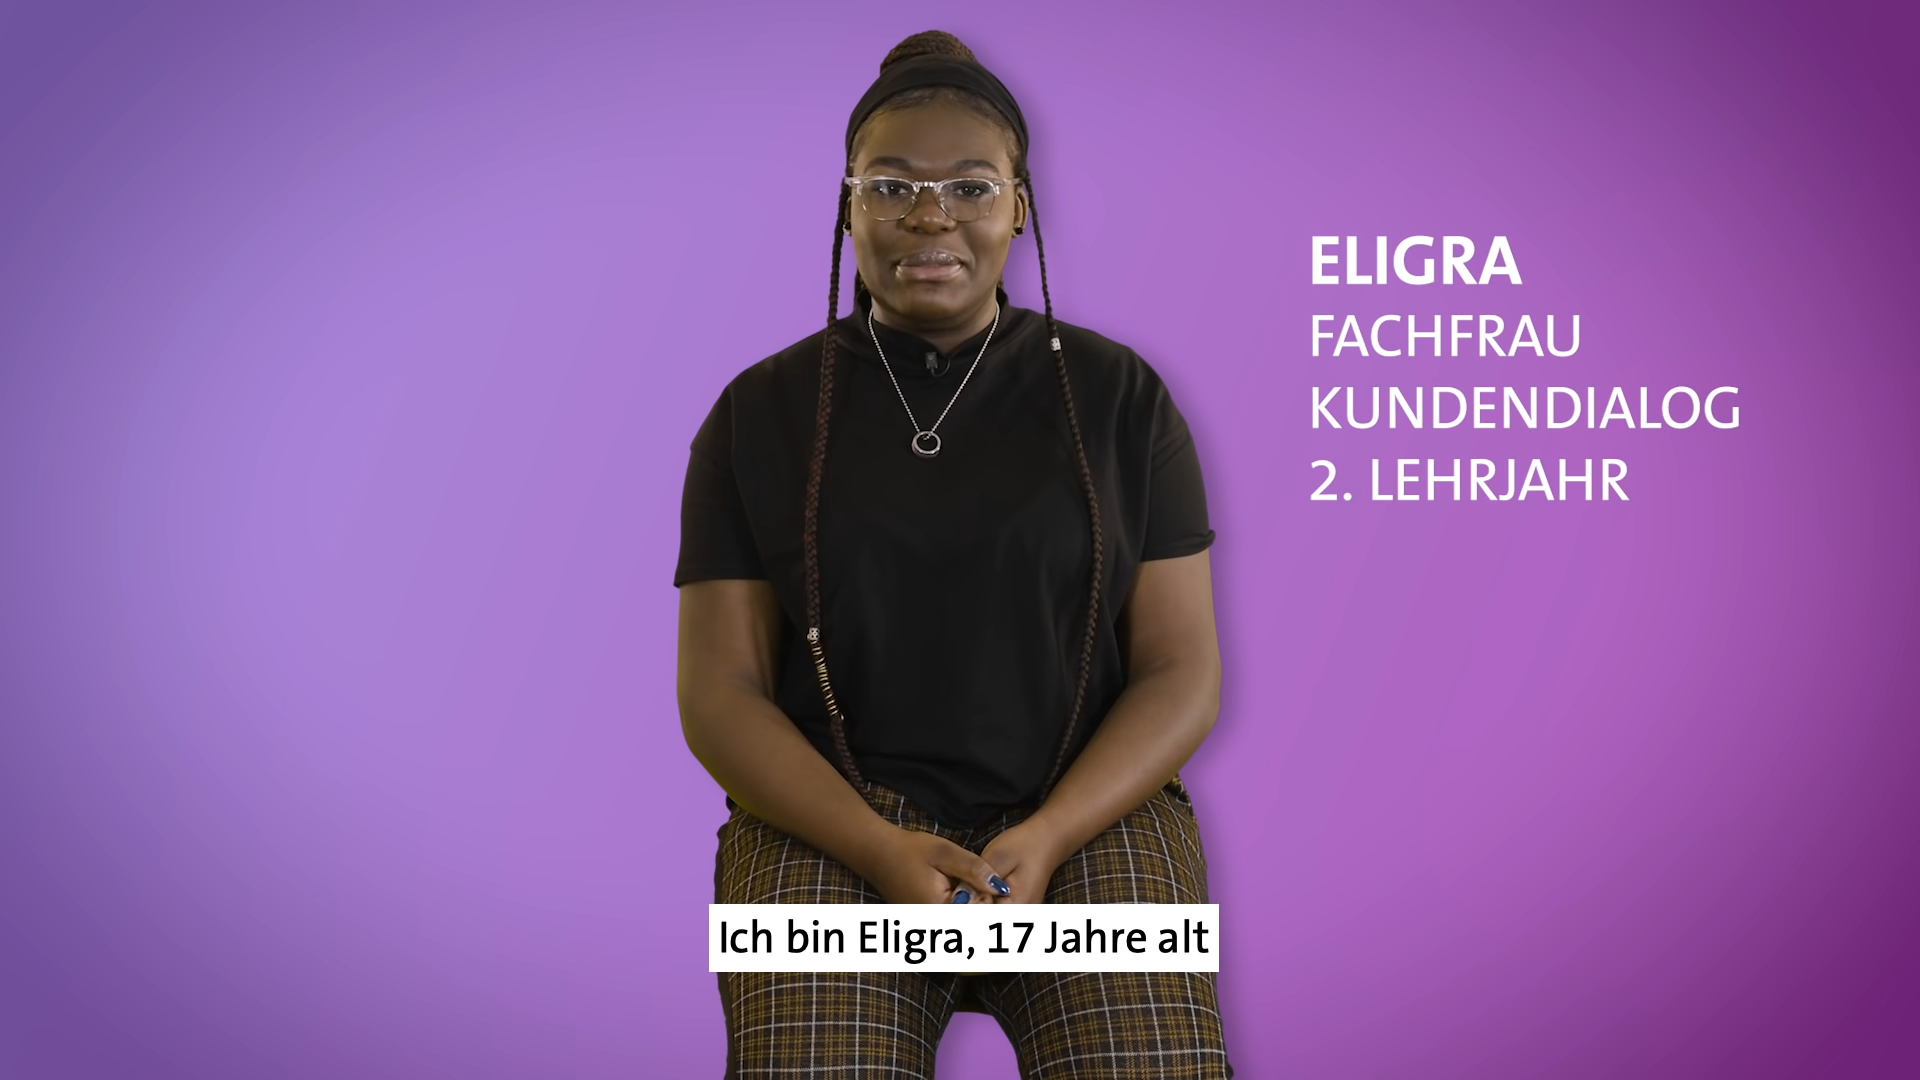 ELIGRA
FACHFRAU
KUNDENDIALOG
2. LEHRJAHR
Ich bin Eligra, 17 Jahre alt